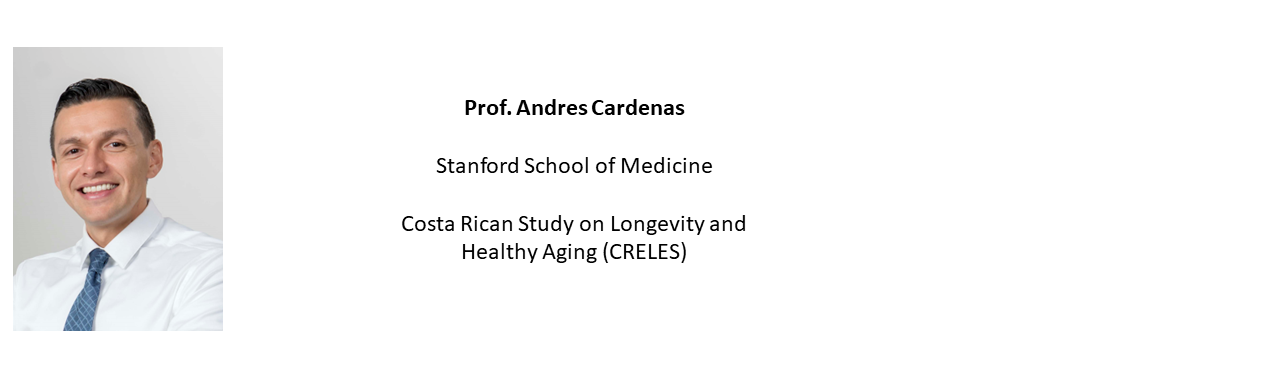 Prof. Andres Cardenas
Stanford School of Medicine
Costa Rican Study on Longevity and
Healthy Aging (CRELES)